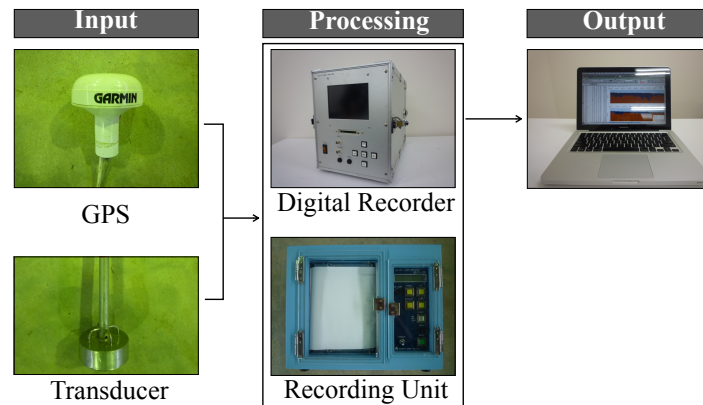 Input
Processing
Output
GARMIN
GPS
Digital Recorder
Transducer
Recording Unit